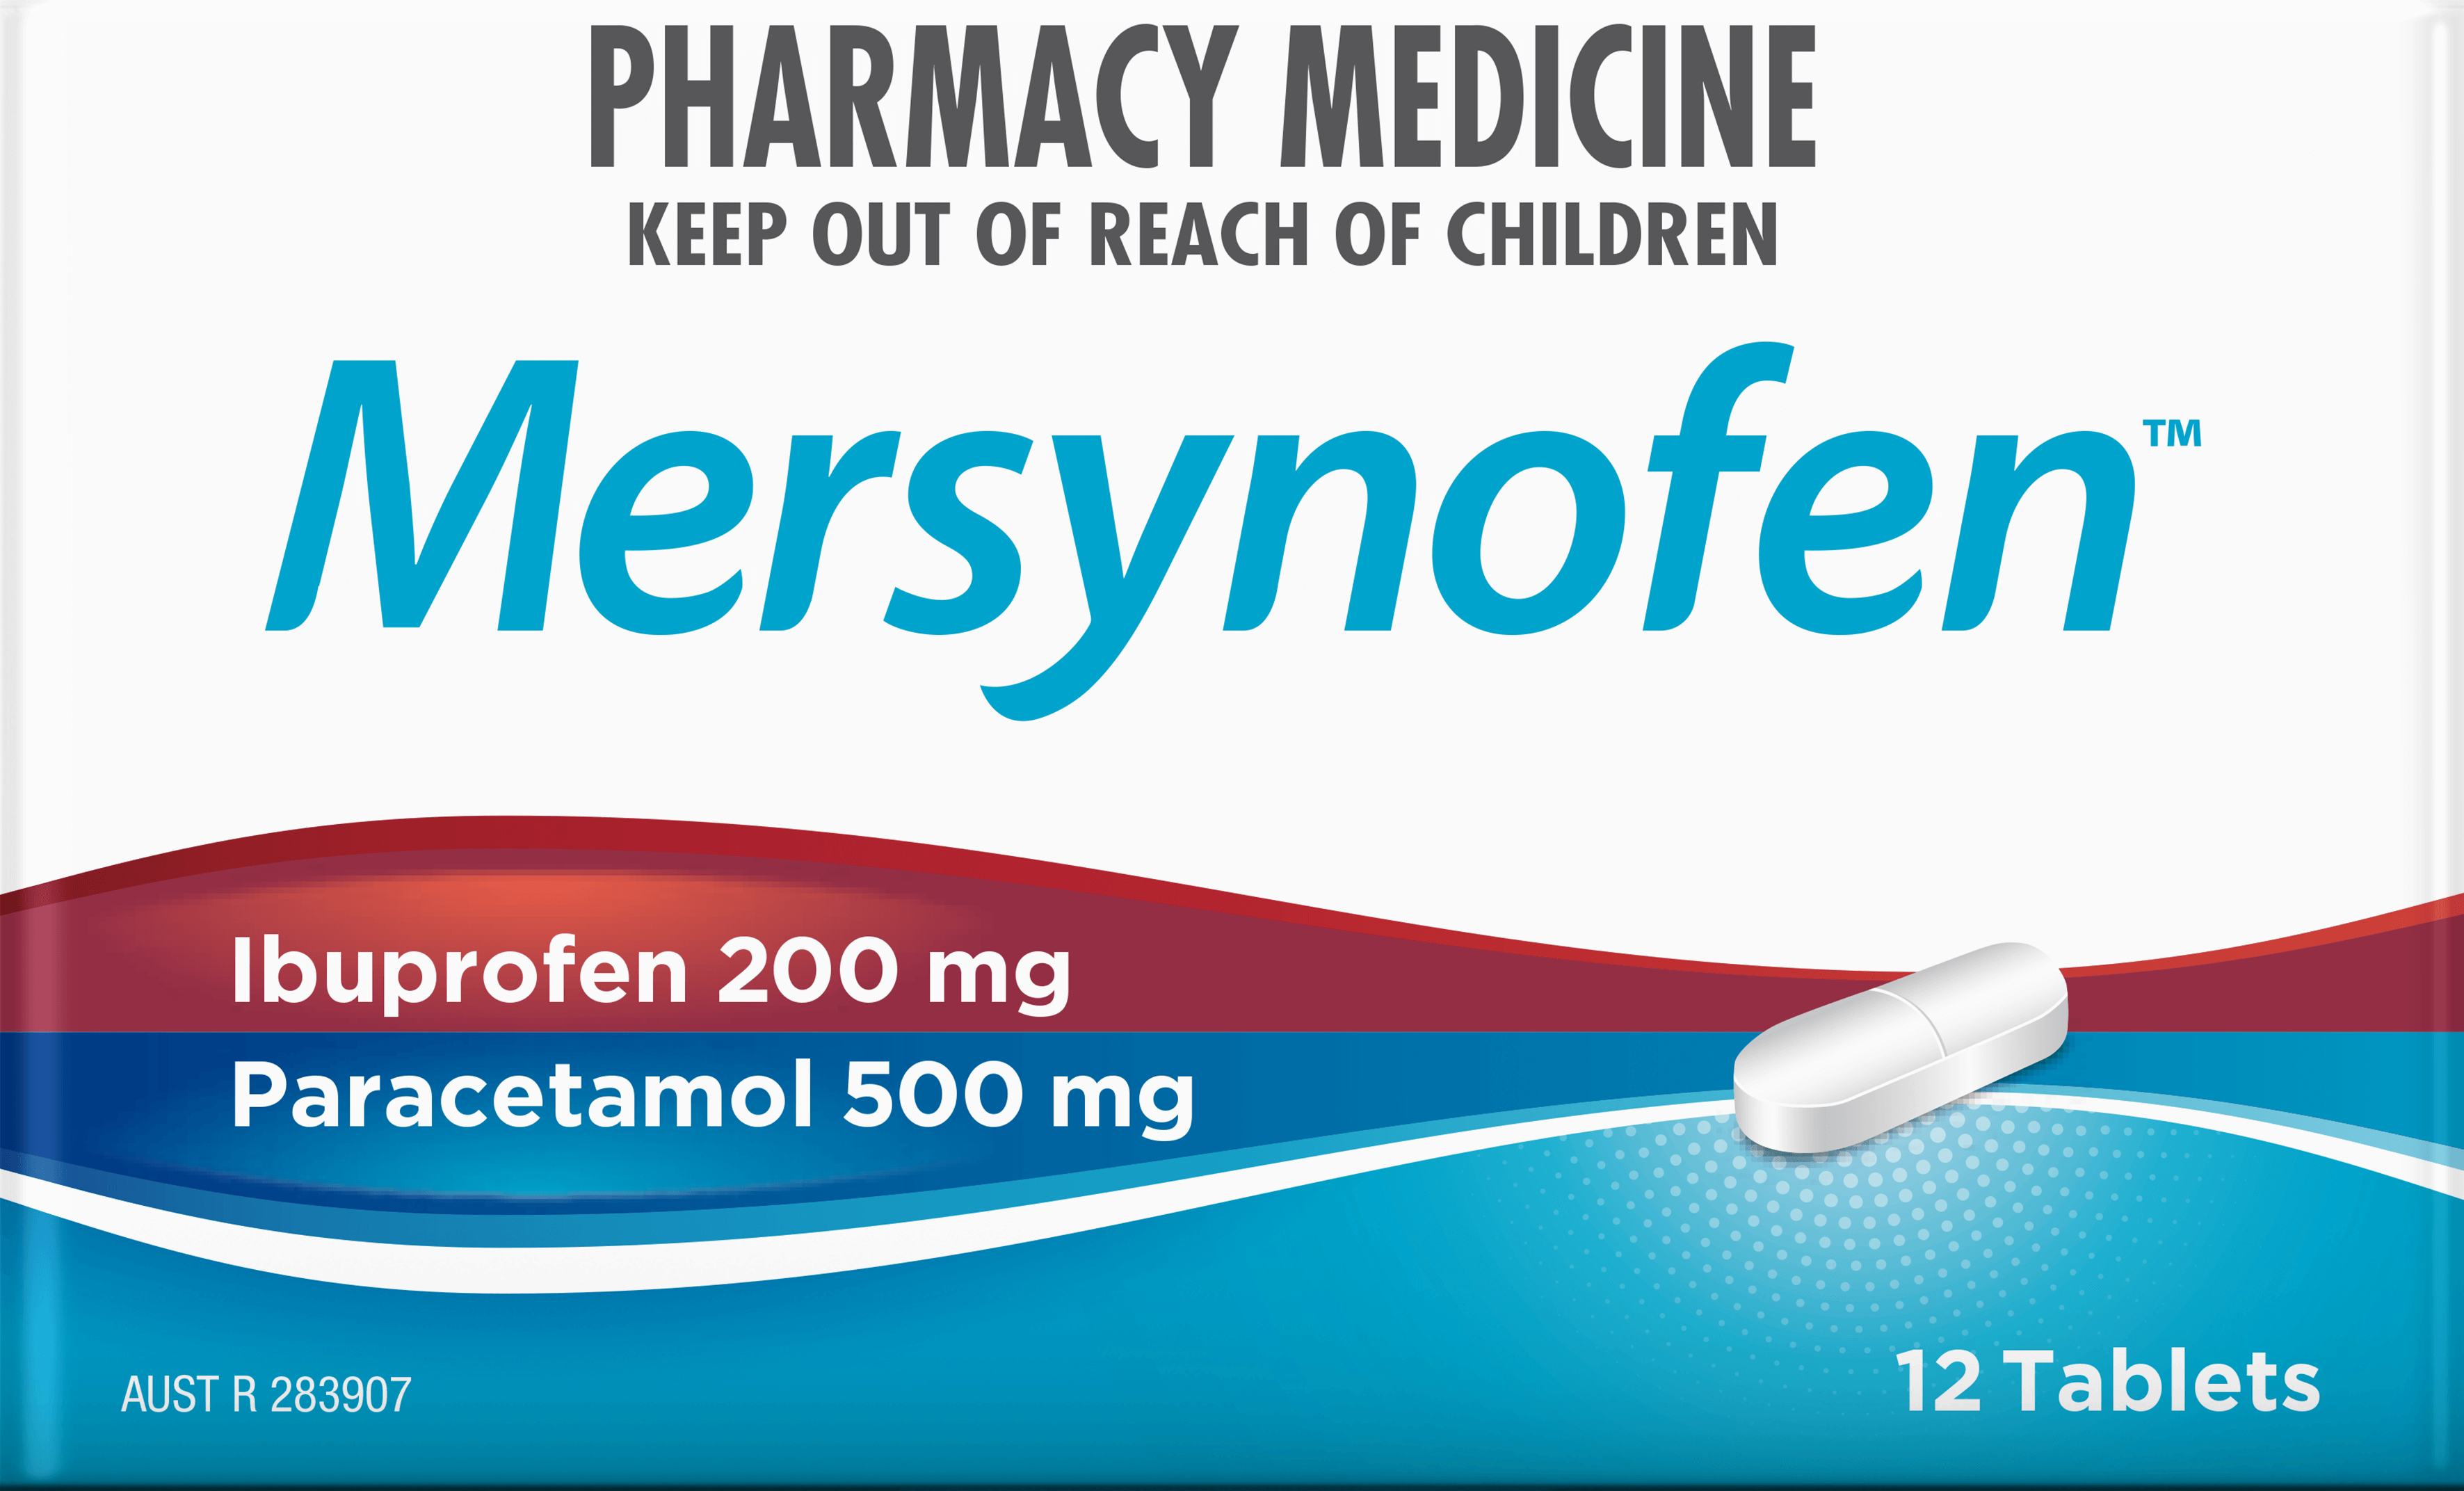 PHARMACY MEDICINE
KEEP OUT OF REACH OF CHILDREN
Mersynofen™
Ibuprofen 200 mg
Paracetamol 500 mg
AUST R 283907
12 Tablets